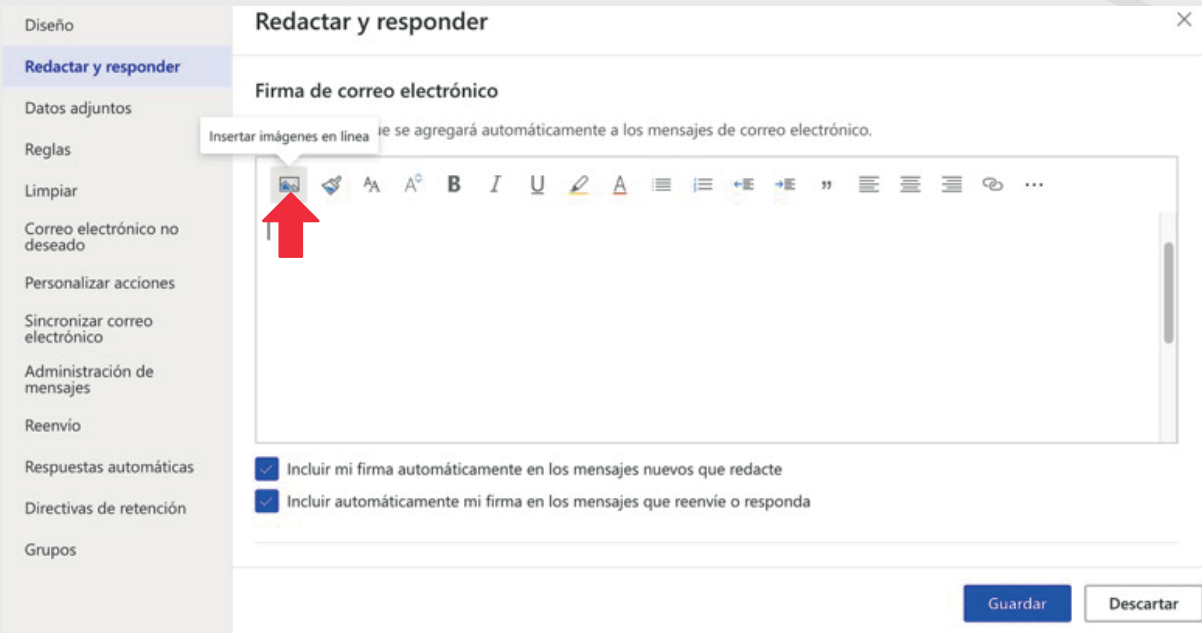 Diseño
Redactar y responder
Datos adjuntos
Reglas
Limpiar
Correo electrónico no
deseado
Personalizar acciones
Sincronizar correo
electrónico
Administración de
mensajes
Reenvío
Respuestas automáticas
Directivas de retención
Grupos
Redactar y responder
Firma de correo electrónico
Insertar imágenes en línea
se agregará automáticamente a los mensajes de correo electrónico.
B I U A
Incluir mi firma automáticamente en los mensajes nuevos que redacte
Incluir automáticamente mi firma en los mensajes que reenvíe o responda
Guardar
Descartar